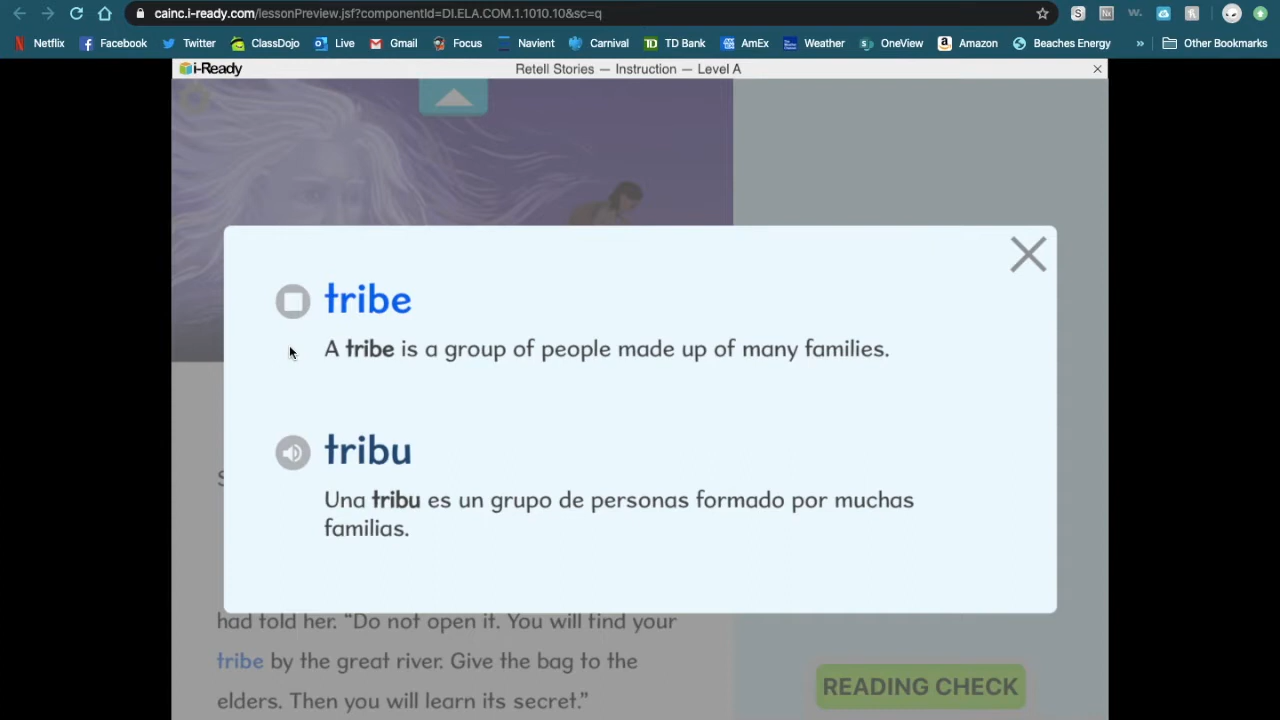 cainc.i-ready.com/lessonPreview.jsf?componentId=DI.ELA.COM.1.1010.10&sc=q
Netflix Facebook Twitter ClassDojo Live Gmail Focus Navient Carnival TD Bank AmEx Weather OneView Amazon Beaches Energy » Other Bookmarks
i-Ready Retell Stories — Instruction — Level A
tribe
A tribe is a group of people made up of many families.
tribu
Una tribu es un grupo de personas formado por muchas
familias.
had told her. “Do not open it. You will find your
tribe by the great river. Give the bag to the
elders. Then you will learn its secret.”
READING CHECK